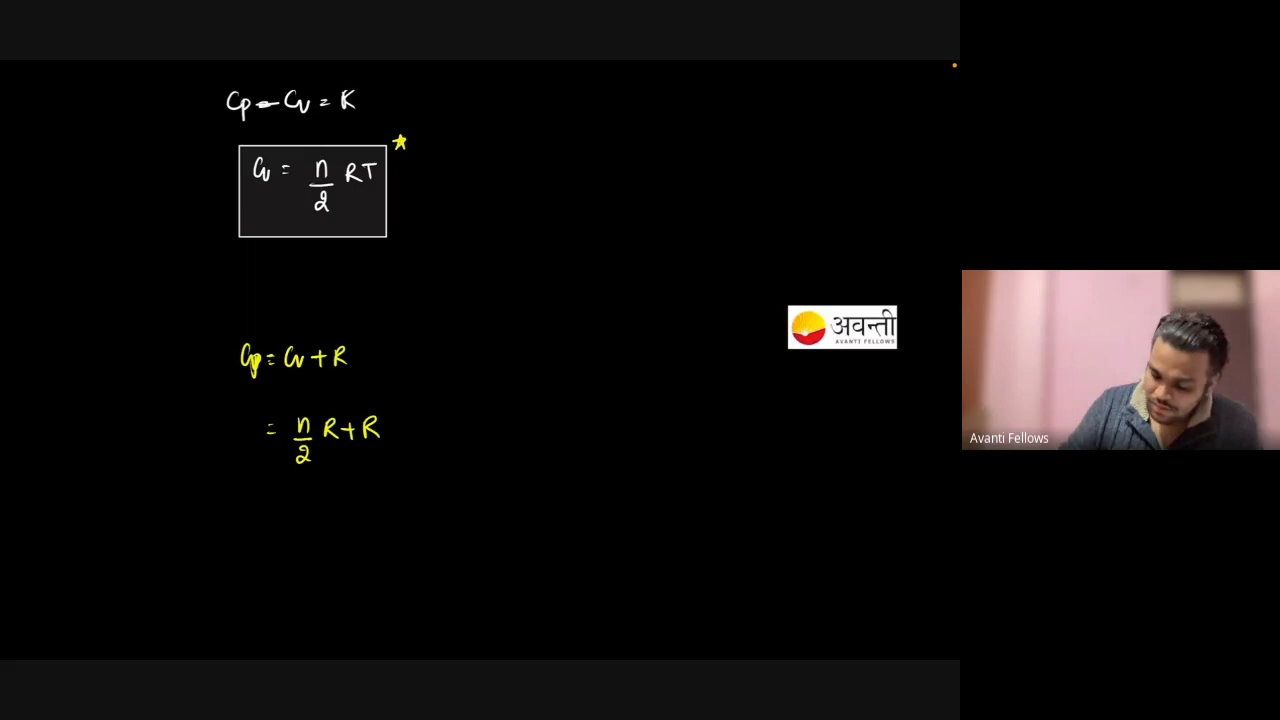 Cp - Cv = R
Cv = n/2 RT
Cp = Cv + R
= n/2 R + R
अवन्ती
AVANTI FELLOWS
Avanti Fellows